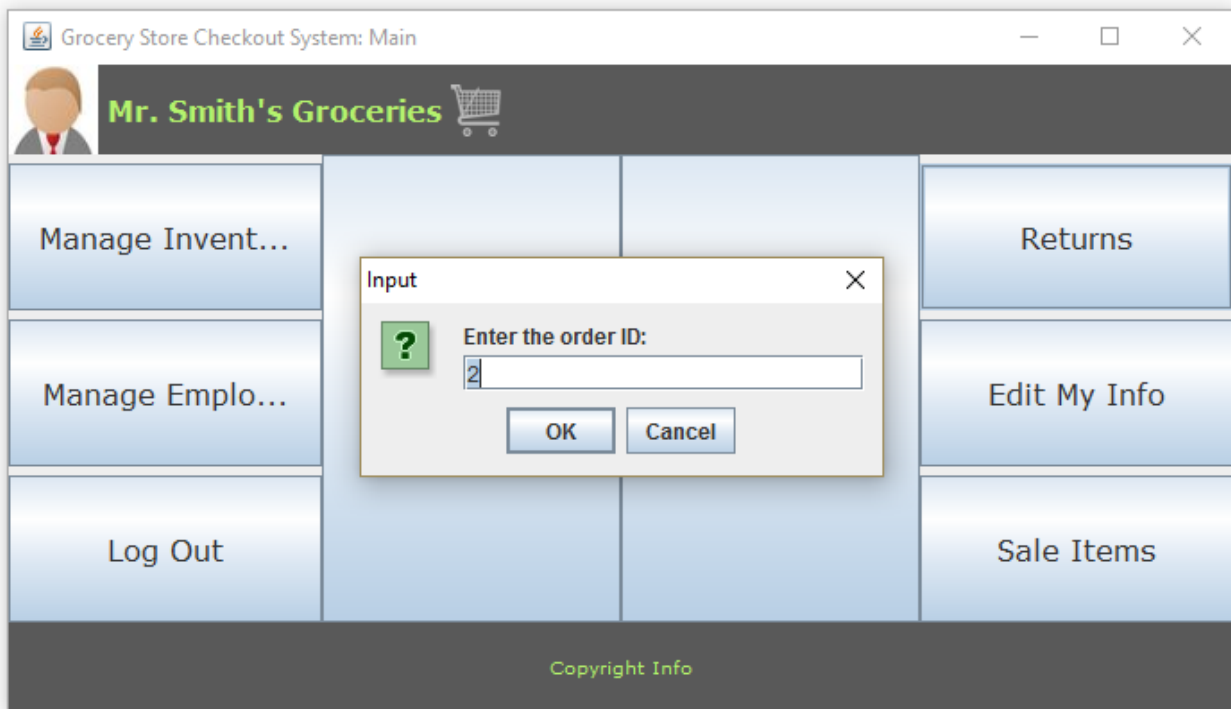 Grocery Store Checkout System: Main
Mr. Smith's Groceries
Manage Invent...
Returns
Input
?
Enter the order ID:
2
OK
Cancel
Manage Emplo...
Edit My Info
Log Out
Sale Items
Copyright Info